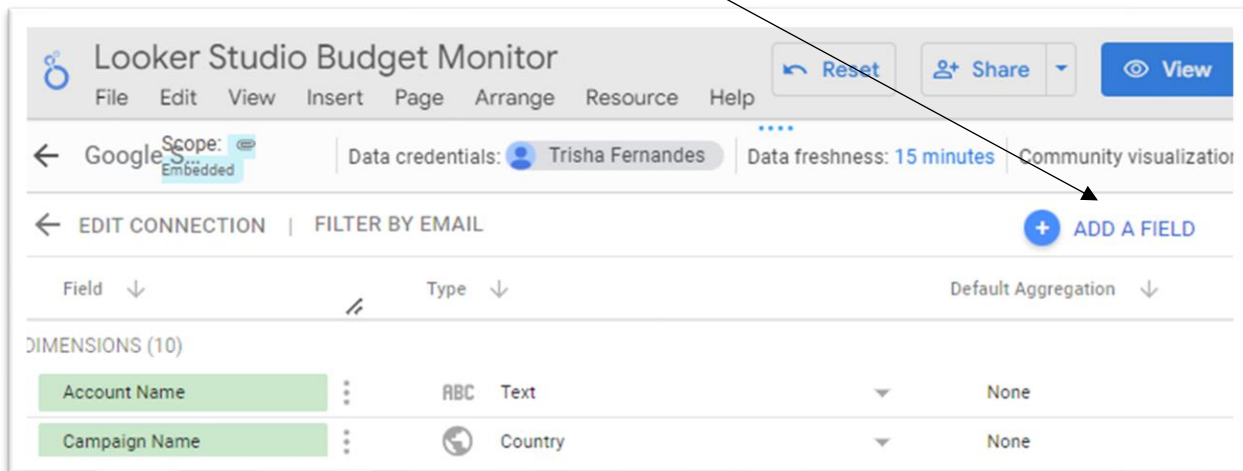 Looker Studio Budget Monitor
Reset
Share
View
File Edit View Insert Page Arrange Resource Help
Google S...
Scope:
Embedded
Data credentials: Trisha Fernandes
Data freshness: 15 minutes
Community visualization
EDIT CONNECTION | FILTER BY EMAIL
ADD A FIELD
Field Type Default Aggregation
DIMENSIONS (10)
Account Name ABC Text None
Campaign Name Country None